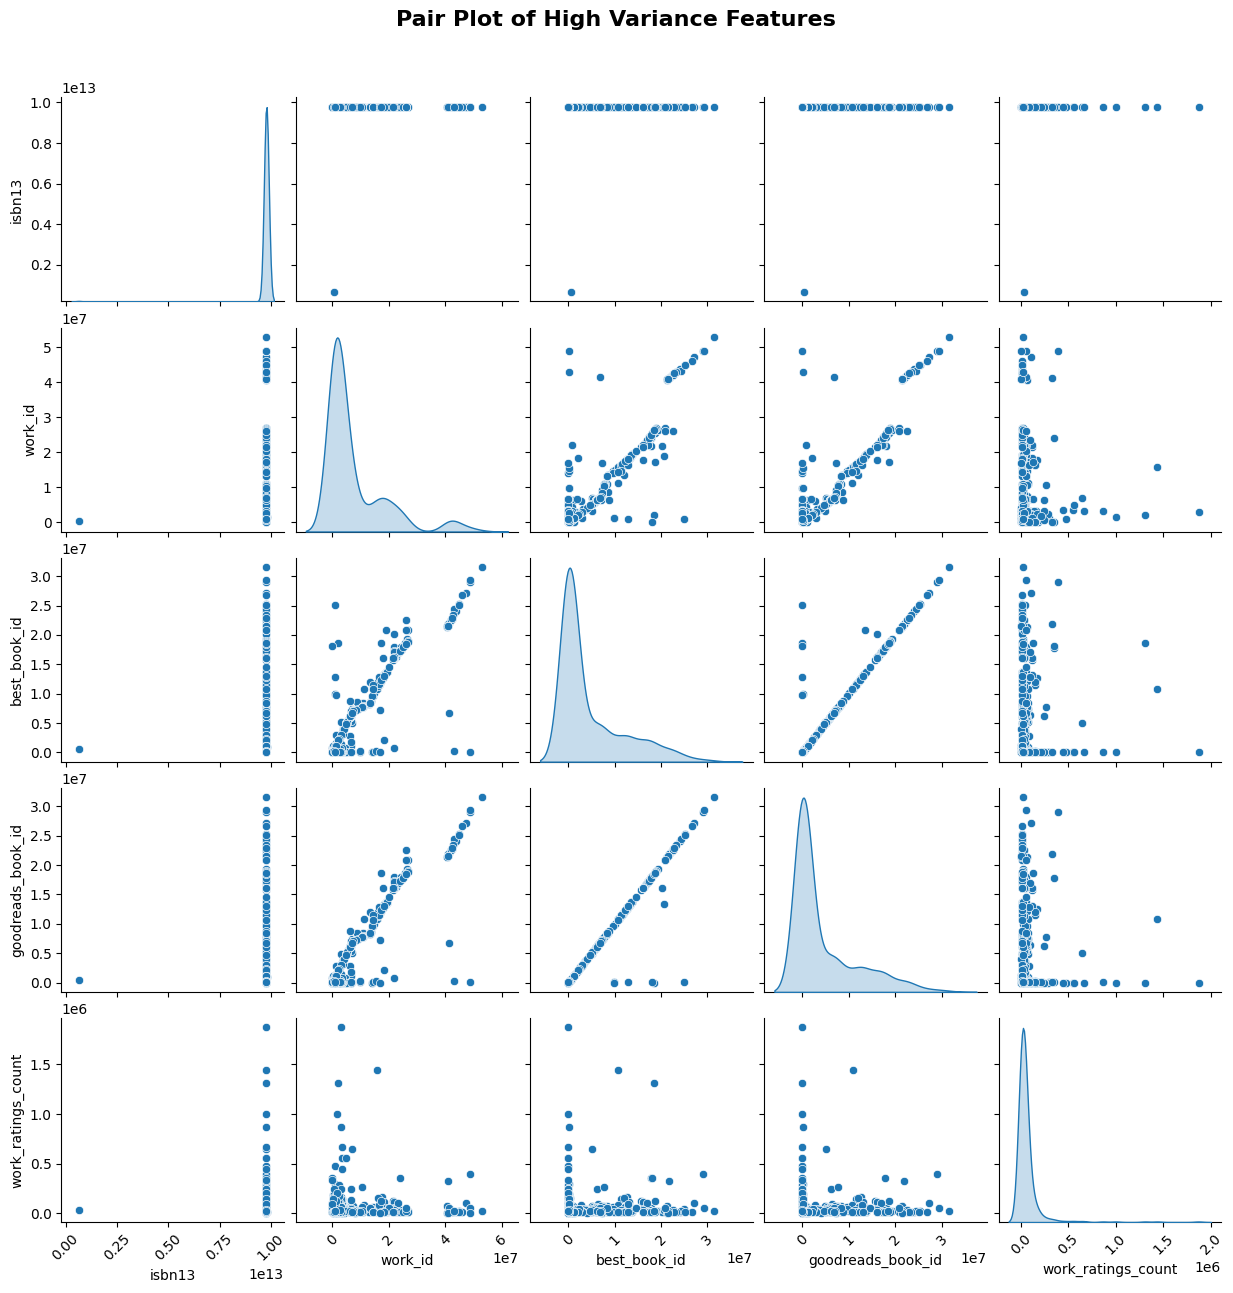 Pair Plot of High Variance Features
1e13
1.0
0.8
0.6
0.4
0.2
isbn13
1e7
5
4
3
2
1
0
work_id
1e7
3.0
2.5
2.0
1.5
1.0
0.5
0.0
best_book_id
1e7
3.0
2.5
2.0
1.5
1.0
0.5
0.0
goodreads_book_id
1e6
1.5
1.0
0.5
0.0
work_ratings_count
0.00 0.25 0.50 0.75 1.00
1e13
isbn13
0 2 4 6
1e7
work_id
0 1 2 3
1e7
best_book_id
0 1 2 3
1e7
goodreads_book_id
0.0 0.5 1.0 1.5 2.0
1e6
work_ratings_count